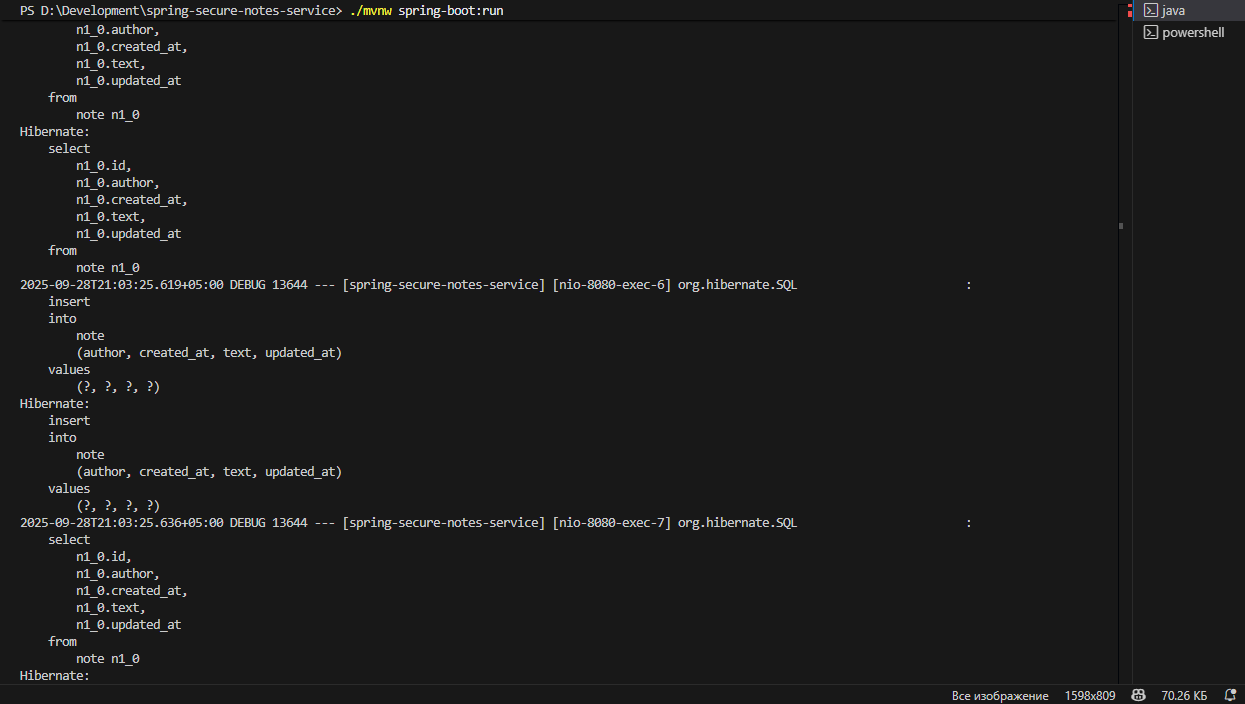 PS D:\Development\spring-secure-notes-service> ./mvnw spring-boot:run
n1_0.author,
n1_0.created_at,
n1_0.text,
n1_0.updated_at
from
note n1_0
Hibernate:
select
n1_0.id,
n1_0.author,
n1_0.created_at,
n1_0.text,
n1_0.updated_at
from
note n1_0
2025-09-28T21:03:25.619+05:00 DEBUG 13644 --- [spring-secure-notes-service] [nio-8080-exec-6] org.hibernate.SQL                        :
insert
into
note
(author, created_at, text, updated_at)
values
(?, ?, ?, ?)
Hibernate:
insert
into
note
(author, created_at, text, updated_at)
values
(?, ?, ?, ?)
2025-09-28T21:03:25.636+05:00 DEBUG 13644 --- [spring-secure-notes-service] [nio-8080-exec-7] org.hibernate.SQL                        :
select
n1_0.id,
n1_0.author,
n1_0.created_at,
n1_0.text,
n1_0.updated_at
from
note n1_0
Hibernate:
java
powershell
Все изображение 1598x809 70.26 КБ